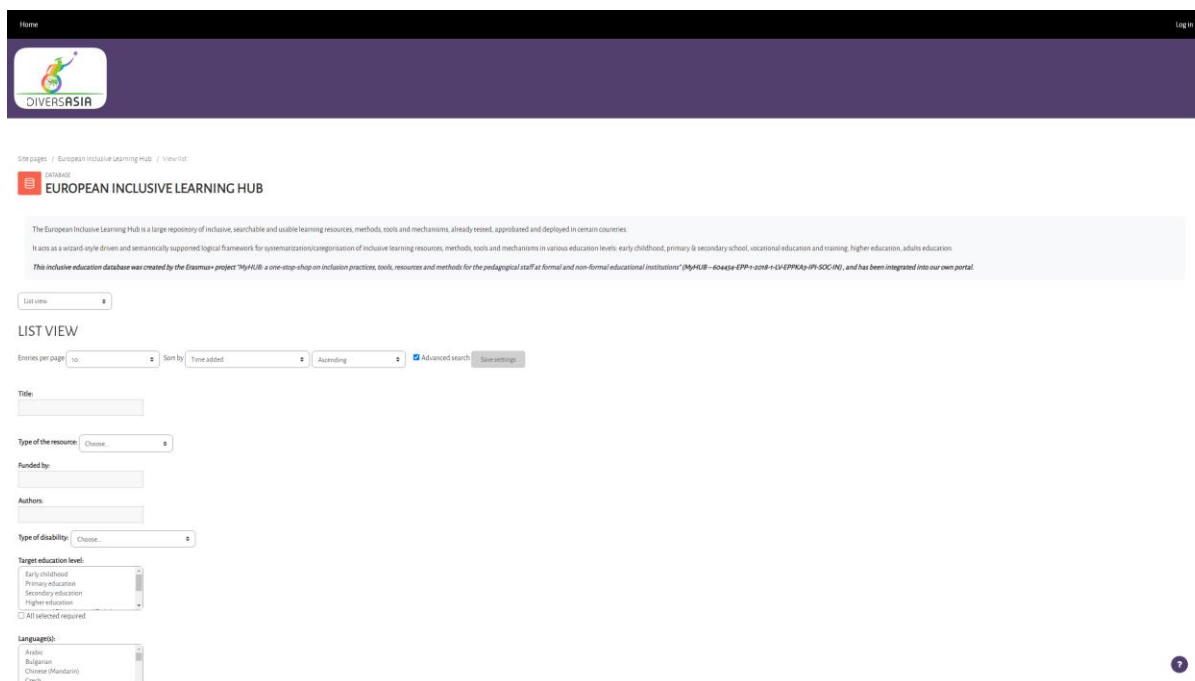 Home
Log in
DIVERSASIA
Site pages / European Inclusive Learning Hub / View list
DATABASE
EUROPEAN INCLUSIVE LEARNING HUB
The European Inclusive Learning Hub is a large repository of inclusive, searchable and usable learning resources, methods, tools and mechanisms, already tested, approbated and deployed in certain countries.
It acts as a wizard-style driven and semantically supported logical framework for systematization/categorisation of inclusive learning resources, methods, tools and mechanisms in various education levels: early childhood, primary & secondary school, vocational education and training, higher education, adults education.
This inclusive education database was created by the Erasmus+ project "MyHUB: a one-stop-shop on inclusion practices, tools, resources and methods for the pedagogical staff at formal and non-formal educational institutions" (MyHUB – 604454-EPP-1-2018-1-LV-EPPKA3-IPI-SOC-IN), and has been integrated into our own portal.
List view
LIST VIEW
Entries per page 10 Sort by Time added Ascending Advanced search Save settings
Title:
Type of the resource: Choose...
Funded by:
Authors:
Type of disability: Choose...
Target education level:
Early childhood
Primary education
Secondary education
Higher education
All selected required
Language(s):
Arabic
Bulgarian
Chinese (Mandarin)
Czech
?